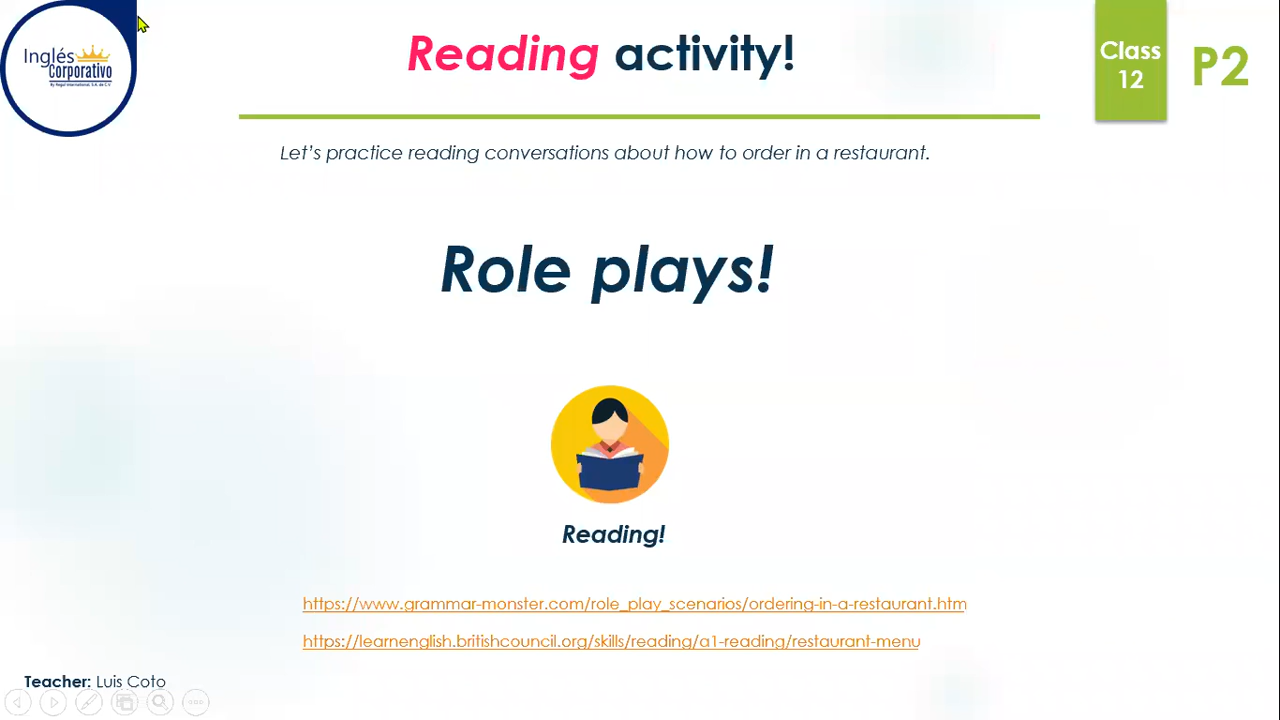 Inglés
Corporativo
By Regal International, S.A. de C.V.
Reading activity!
Class
12
P2
Let's practice reading conversations about how to order in a restaurant.
Role plays!
Reading!
https://www.grammar-monster.com/role_play_scenarios/ordering-in-a-restaurant.htm
https://learnenglish.britishcouncil.org/skills/reading/a1-reading/restaurant-menu
Teacher: Luis Coto